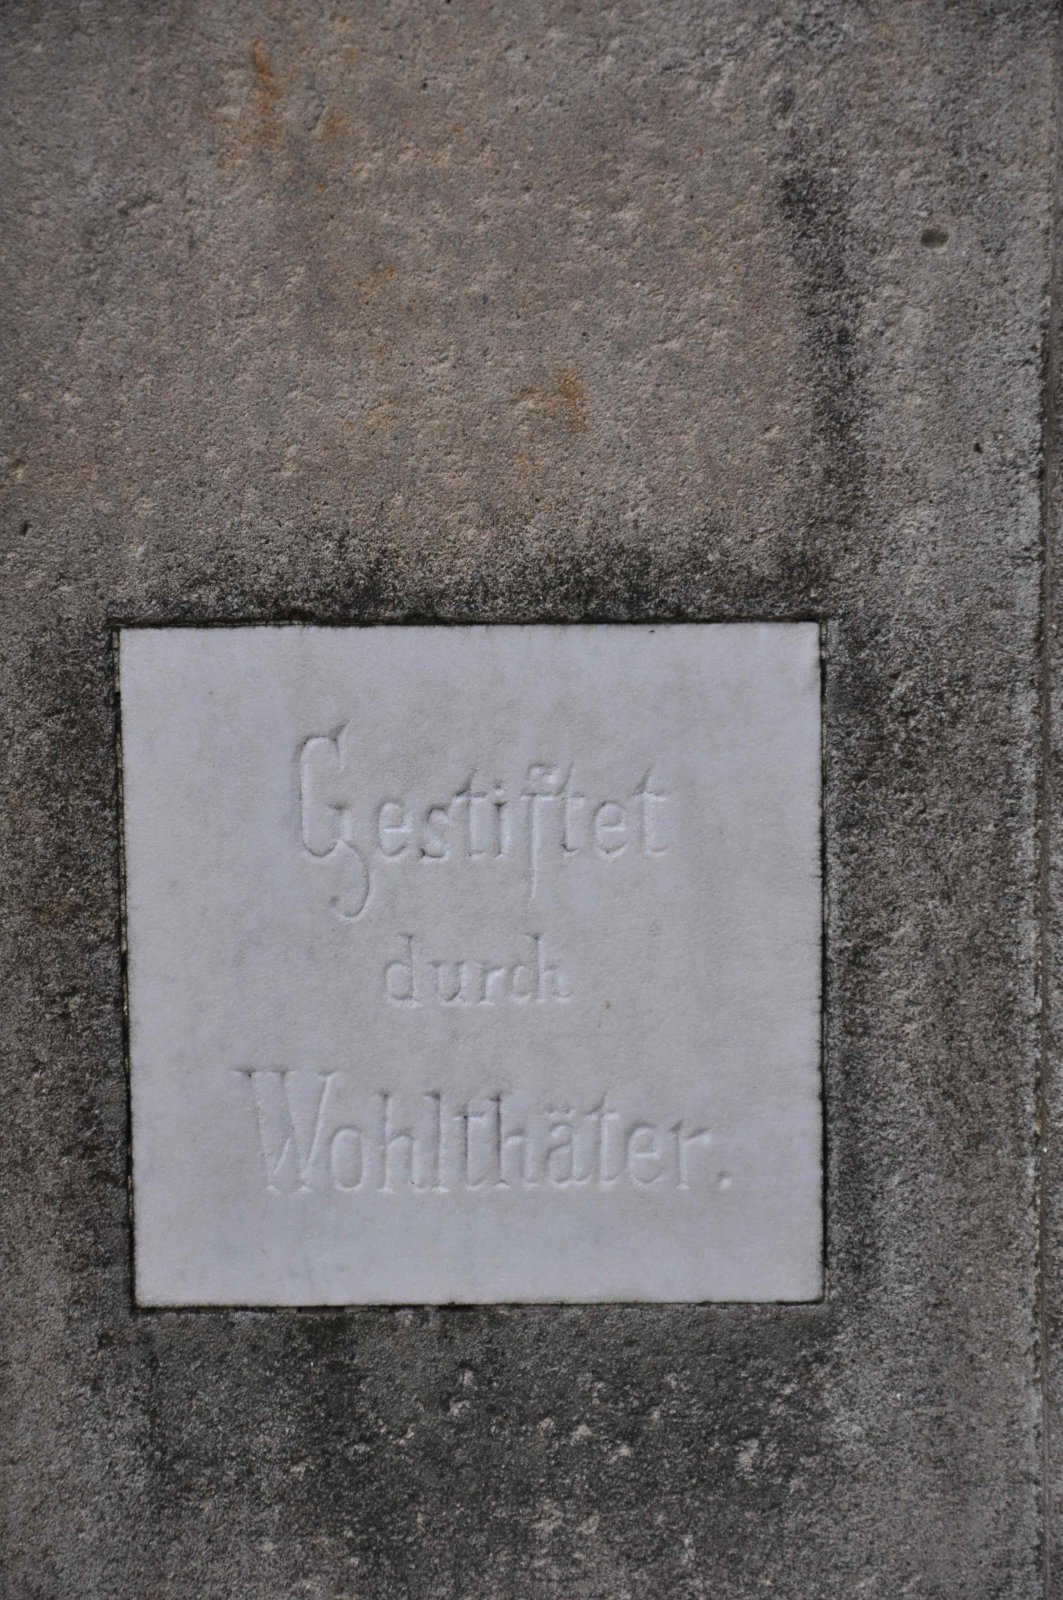 Gestiftet
durch
Wohlthäter.